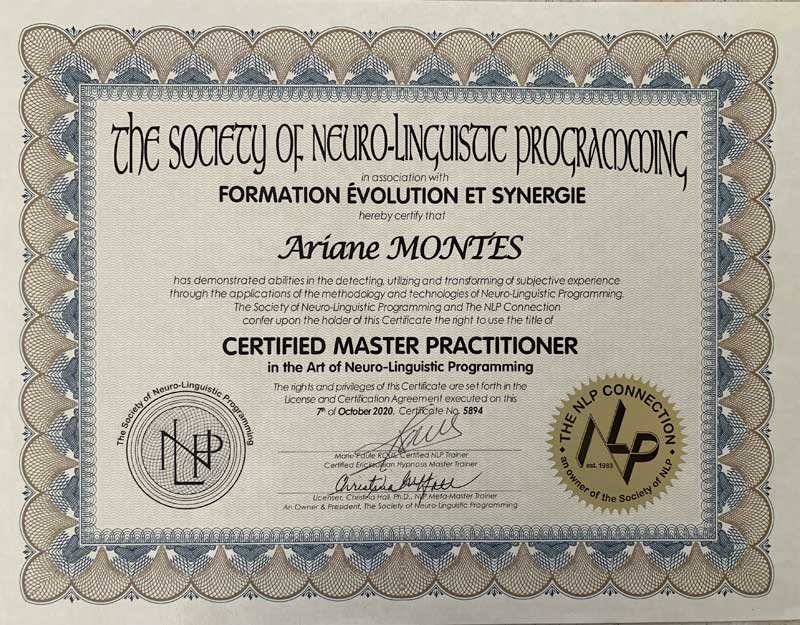 THE SOCIETY OF NEURO-LINGUISTIC PROGRAMMING
in association with
FORMATION ÉVOLUTION ET SYNERGIE
hereby certify that
Ariane MONTES
has demonstrated abilities in the detecting, utilizing and transforming of subjective experience
through the applications of the methodology and technologies of Neuro-Linguistic Programming.
The Society of Neuro-Linguistic Programming and The NLP Connection
confer upon the holder of this Certificate the right to use the title of
CERTIFIED MASTER PRACTITIONER
in the Art of Neuro-Linguistic Programming
The rights and privileges of this Certificate are set forth in the
License and Certification Agreement executed on this
7th of October 2020. Certificate No. 5894
The Society of Neuro-Linguistic Programming
NLP
Marie Paule Certified NLP Trainer
Certified Ericksonian Hypnosis Master Trainer
Christina Hall
Licenser, Christina Hall, Ph.D., NLP Meta-Master Trainer
An Owner & President, The Society of Neuro-Linguistic Programming
THE NLP CONNECTION
NLP
est. 1993
an owner of the Society of NLP